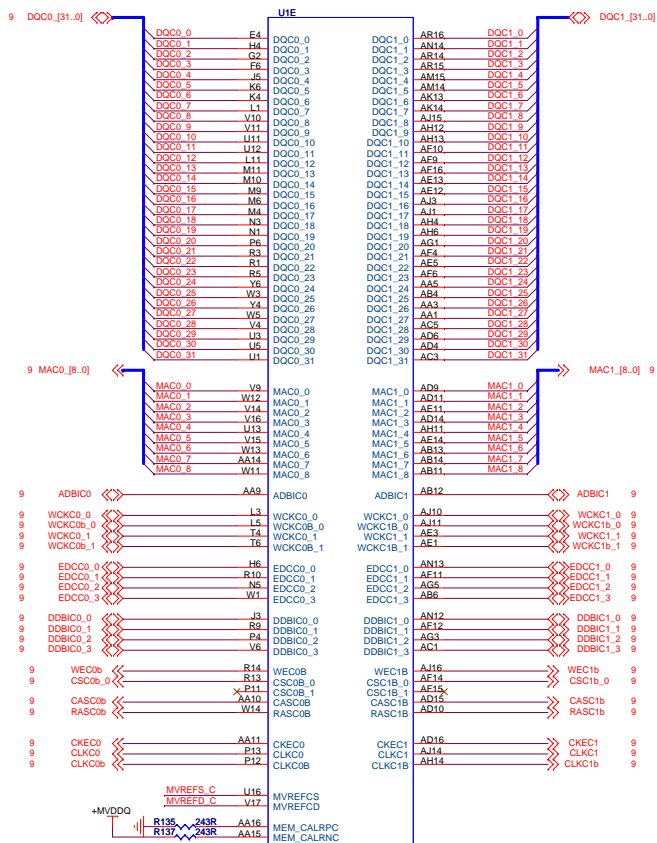 9 DQC0_[31..0] U1E DQC1_[31..0] 9
DQC0_0 E4 DQC0_0 DQC1_0 AR16 DQC1_0
DQC0_1 H4 DQC0_1 DQC1_1 AN14 DQC1_1
DQC0_2 G2 DQC0_2 DQC1_2 AR14 DQC1_2
DQC0_3 F6 DQC0_3 DQC1_3 AR15 DQC1_3
DQC0_4 J5 DQC0_4 DQC1_4 AM15 DQC1_4
DQC0_5 K6 DQC0_5 DQC1_5 AM14 DQC1_5
DQC0_6 K4 DQC0_6 DQC1_6 AK13 DQC1_6
DQC0_7 L1 DQC0_7 DQC1_7 AK14 DQC1_7
DQC0_8 V10 DQC0_8 DQC1_8 AJ15 DQC1_8
DQC0_9 V11 DQC0_9 DQC1_9 AH12 DQC1_9
DQC0_10 U11 DQC0_10 DQC1_10 AH13 DQC1_10
DQC0_11 U12 DQC0_11 DQC1_11 AF10 DQC1_11
DQC0_12 L11 DQC0_12 DQC1_12 AF9 DQC1_12
DQC0_13 M11 DQC0_13 DQC1_13 AF16 DQC1_13
DQC0_14 M10 DQC0_14 DQC1_14 AE13 DQC1_14
DQC0_15 M9 DQC0_15 DQC1_15 AE12 DQC1_15
DQC0_16 M6 DQC0_16 DQC1_16 AJ3 DQC1_16
DQC0_17 M4 DQC0_17 DQC1_17 AJ1 DQC1_17
DQC0_18 N3 DQC0_18 DQC1_18 AH4 DQC1_18
DQC0_19 N1 DQC0_19 DQC1_19 AH6 DQC1_19
DQC0_20 P6 DQC0_20 DQC1_20 AG1 DQC1_20
DQC0_21 R3 DQC0_21 DQC1_21 AF4 DQC1_21
DQC0_22 R1 DQC0_22 DQC1_22 AE5 DQC1_22
DQC0_23 R5 DQC0_23 DQC1_23 AF6 DQC1_23
DQC0_24 Y6 DQC0_24 DQC1_24 AA5 DQC1_24
DQC0_25 W3 DQC0_25 DQC1_25 AB4 DQC1_25
DQC0_26 Y4 DQC0_26 DQC1_26 AA3 DQC1_26
DQC0_27 W5 DQC0_27 DQC1_27 AA1 DQC1_27
DQC0_28 V4 DQC0_28 DQC1_28 AC5 DQC1_28
DQC0_29 U3 DQC0_29 DQC1_29 AD6 DQC1_29
DQC0_30 U5 DQC0_30 DQC1_30 AD4 DQC1_30
DQC0_31 U1 DQC0_31 DQC1_31 AC3 DQC1_31
9 MAC0_[8..0] MAC1_[8..0] 9
MAC0_0 V9 MAC0_0 MAC1_0 AD9 MAC1_0
MAC0_1 W12 MAC0_1 MAC1_1 AD11 MAC1_1
MAC0_2 V14 MAC0_2 MAC1_2 AE11 MAC1_2
MAC0_3 V16 MAC0_3 MAC1_3 AD14 MAC1_3
MAC0_4 U13 MAC0_4 MAC1_4 AH11 MAC1_4
MAC0_5 V15 MAC0_5 MAC1_5 AE14 MAC1_5
MAC0_6 W13 MAC0_6 MAC1_6 AB13 MAC1_6
MAC0_7 AA14 MAC0_7 MAC1_7 AB14 MAC1_7
MAC0_8 W11 MAC0_8 MAC1_8 AB11 MAC1_8
9 ADBIC0 AA9 ADBIC0 ADBIC1 AB12 ADBIC1 9
9 WCKC0_0 L3 WCKC0_0 WCKC1_0 AJ10 WCKC1_0 9
9 WCKC0b_0 L5 WCKC0B_0 WCKC1B_0 AJ11 WCKC1b_0 9
9 WCKC0_1 T4 WCKC0_1 WCKC1_1 AE3 WCKC1_1 9
9 WCKC0b_1 T6 WCKC0B_1 WCKC1B_1 AE1 WCKC1b_1 9
9 EDCC0_0 H6 EDCC0_0 EDCC1_0 AN13 EDCC1_0 9
9 EDCC0_1 R10 EDCC0_1 EDCC1_1 AF11 EDCC1_1 9
9 EDCC0_2 N5 EDCC0_2 EDCC1_2 AG5 EDCC1_2 9
9 EDCC0_3 W1 EDCC0_3 EDCC1_3 AB6 EDCC1_3 9
9 DDBIC0_0 J3 DDBIC0_0 DDBIC1_0 AN12 DDBIC1_0 9
9 DDBIC0_1 R9 DDBIC0_1 DDBIC1_1 AF12 DDBIC1_1 9
9 DDBIC0_2 P4 DDBIC0_2 DDBIC1_2 AG3 DDBIC1_2 9
9 DDBIC0_3 V6 DDBIC0_3 DDBIC1_3 AC1 DDBIC1_3 9
9 WEC0b R14 WEC0B WEC1B AJ16 WEC1b 9
9 CSC0b_0 R13 CSC0B_0 CSC1B_0 AF14 CSC1b_0 9
P11 CSC0B_1 CSC1B_1 AF15
9 CASC0b AA10 CASC0B CASC1B AD15 CASC1b 9
9 RASC0b W14 RASC0B RASC1B AD10 RASC1b 9
9 CKEC0 AA11 CKEC0 CKEC1 AD16 CKEC1 9
9 CLKC0 P13 CLKC0 CLKC1 AJ14 CLKC1 9
9 CLKC0b P12 CLKC0B CLKC1B AH14 CLKC1b 9
MVREFS_C U16 MVREFCS
MVREFD_C V17 MVREFCD
+MVDDQ
R135 243R AA16 MEM_CALRPC
R137 243R AA15 MEM_CALRNC